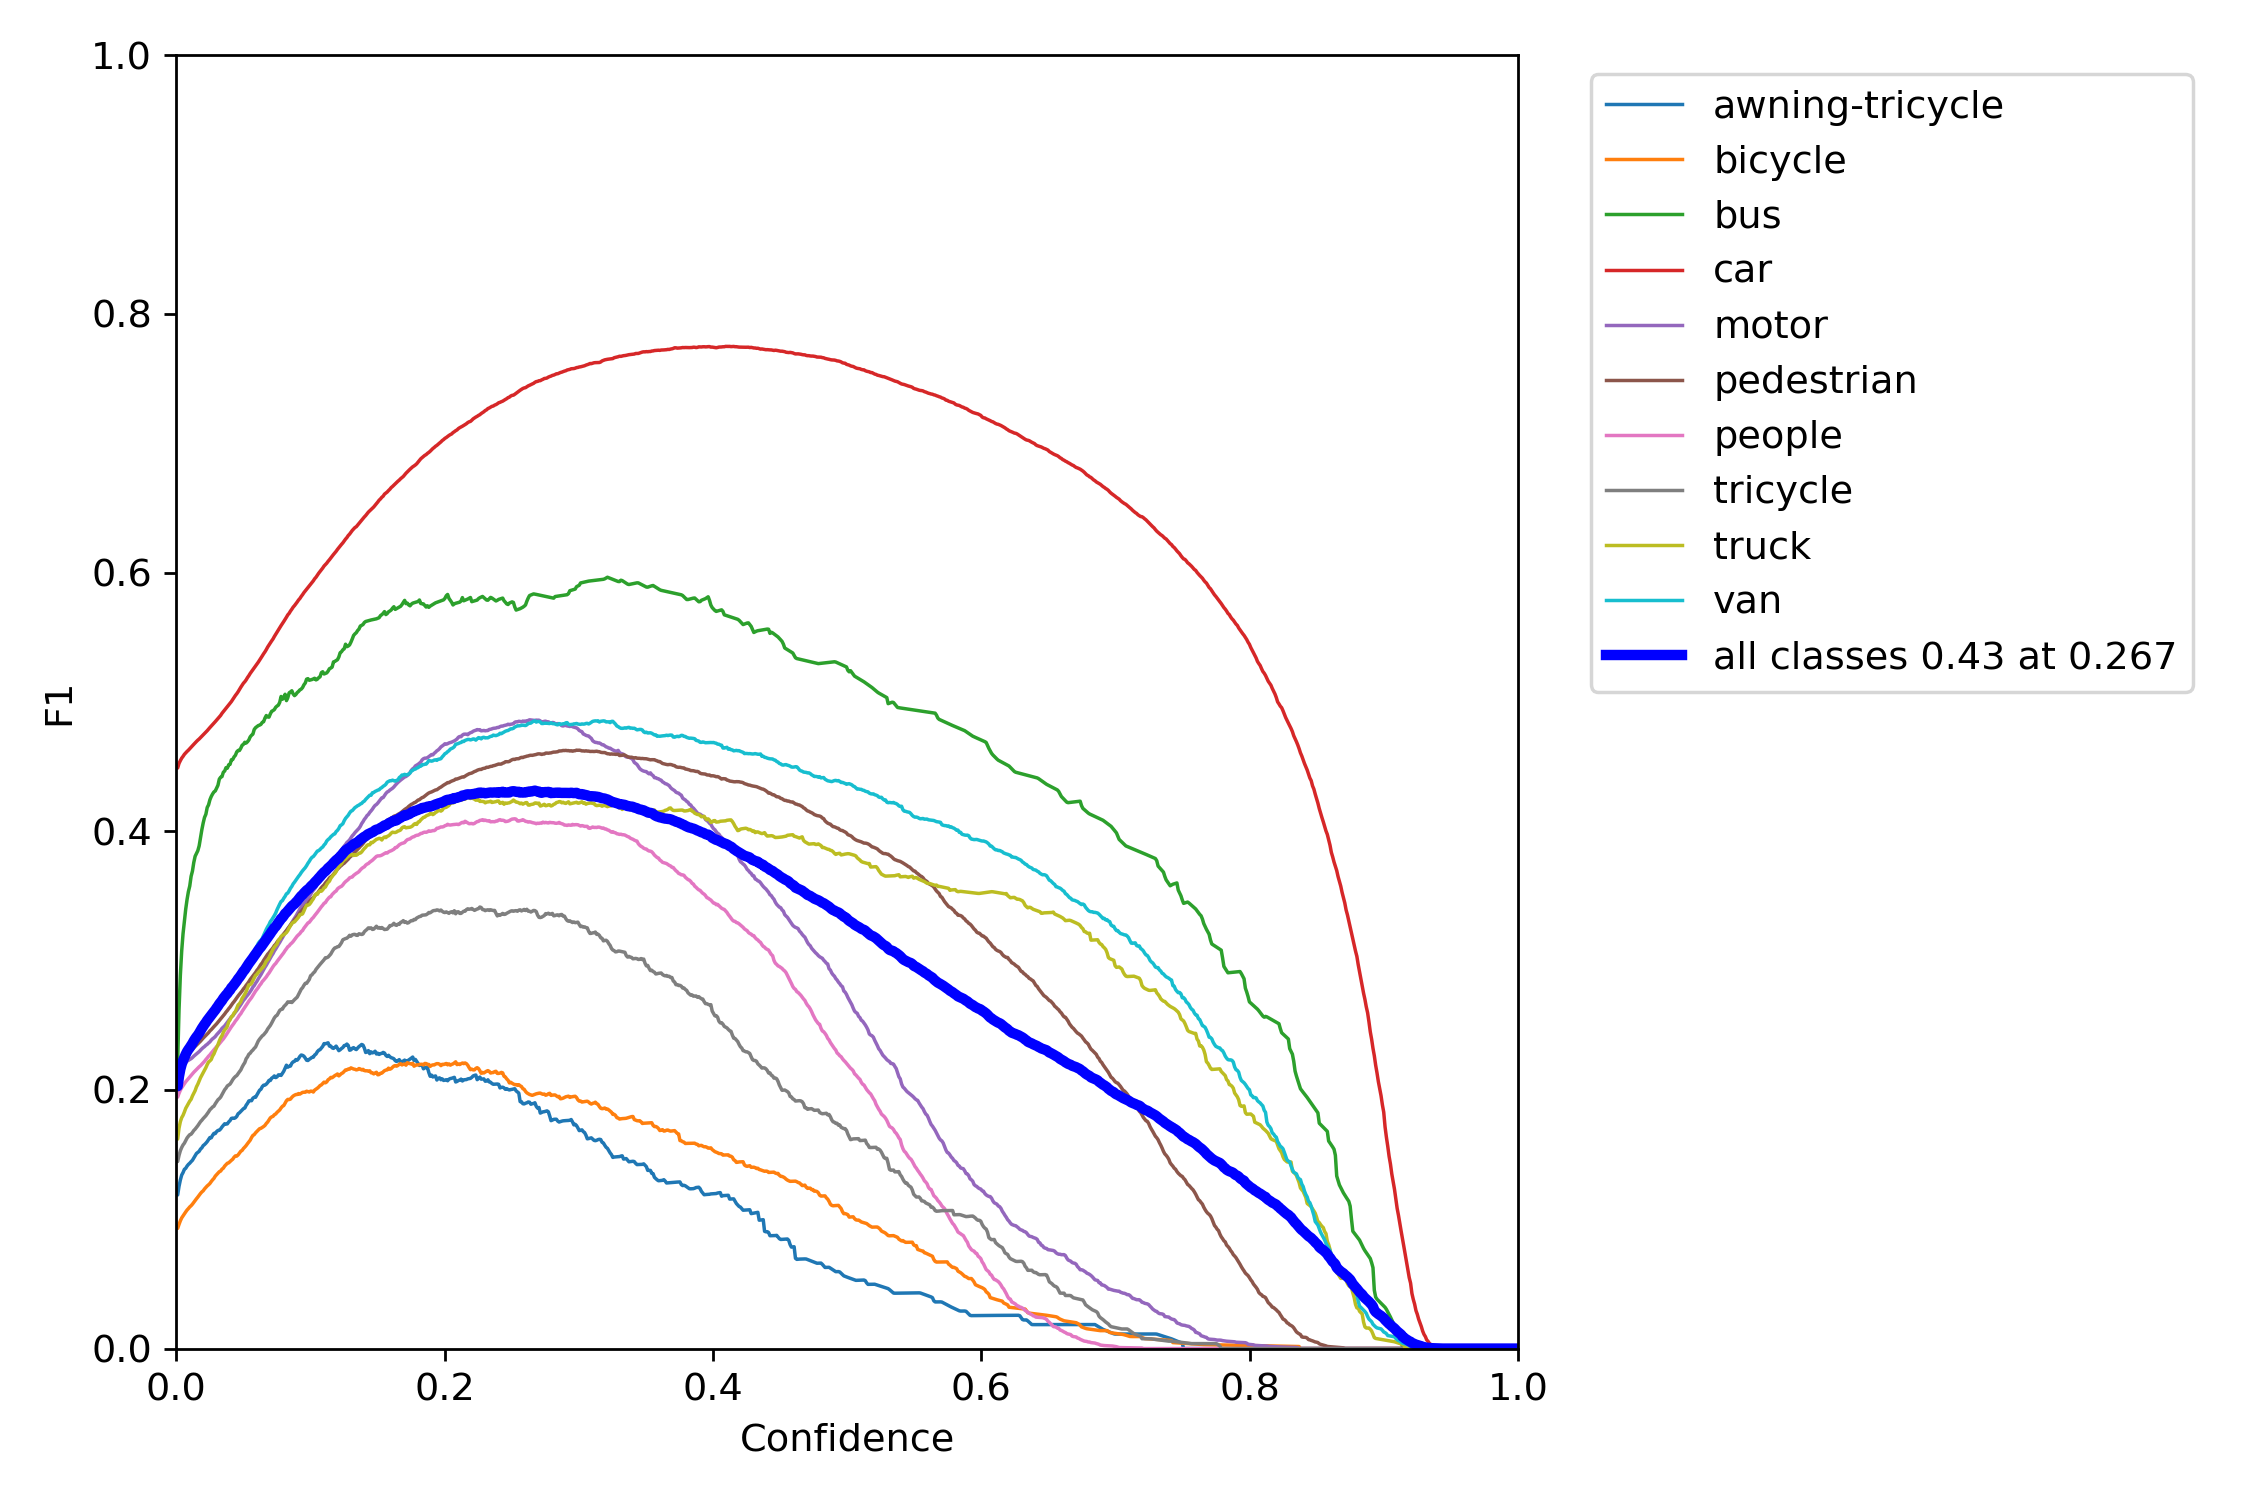 1.0
0.8
0.6
0.4
0.2
0.0
F1
0.0 0.2 0.4 0.6 0.8 1.0
Confidence
awning-tricycle
bicycle
bus
car
motor
pedestrian
people
tricycle
truck
van
all classes 0.43 at 0.267